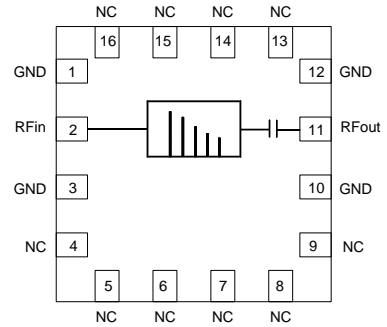 NC NC NC NC
16 15 14 13
GND 1 12 GND
RFin 2 11 RFout
GND 3 10 GND
NC 4 9 NC
5 6 7 8
NC NC NC NC